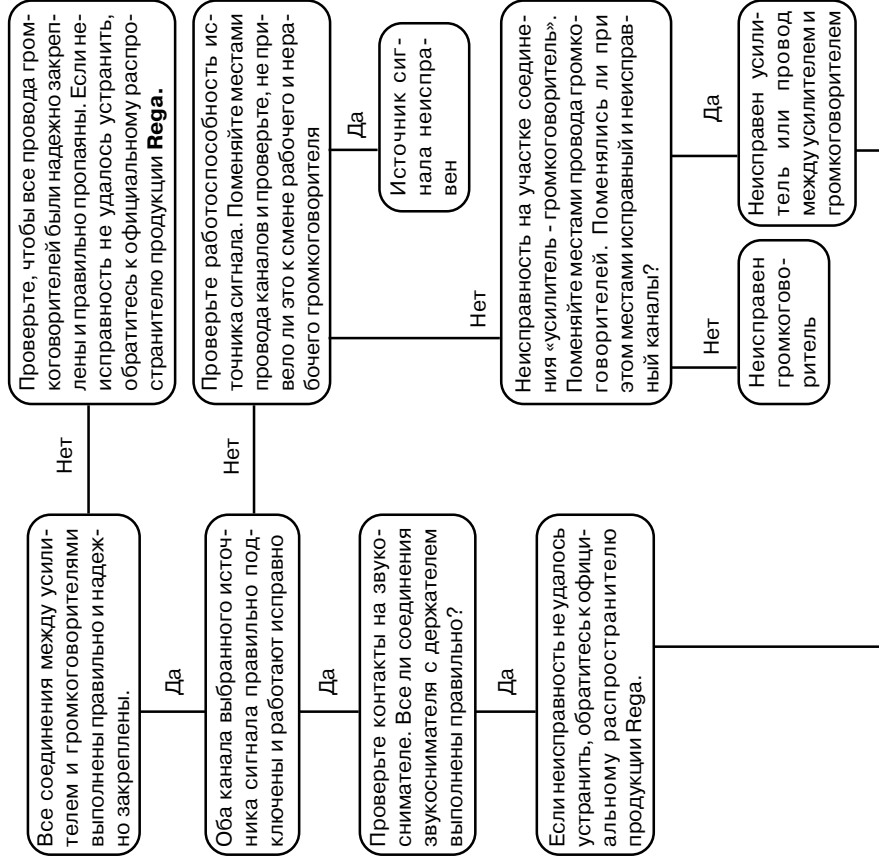 Все соединения между усили-
телем и громкоговорителями
выполнены правильно и надеж-
но закреплены.
Нет
Проверьте, чтобы все провода гром-
коговорителей были надежно закреп-
лены и правильно пропаяны. Если не-
исправность не удалось устранить,
обратитесь к официальному распро-
странителю продукции Rega.
Да
Оба канала выбранного источ-
ника сигнала правильно под-
ключены и работают исправно
Нет
Проверьте работоспособность ис-
точника сигнала. Поменяйте местами
провода каналов и проверьте, не при-
вело ли это к смене рабочего и нера-
бочего громкоговорителя
Да
Источник сиг-
нала неиспра-
вен
Да
Проверьте контакты на звуко-
снимателе. Все ли соединения
звукоснимателя с держателем
выполнены правильно?
Нет
Неисправность на участке соедине-
ния «усилитель - громкоговоритель».
Поменяйте местами провода громко-
говорителей. Поменялись ли при
этом местами исправный и неисправ-
ный каналы?
Да
Если неисправность не удалось
устранить, обратитесь к офици-
альному распространителю
продукции Rega.
Нет
Неисправен
громкогово-
ритель
Да
Неисправен усили-
тель или провод
между усилителем и
громкоговорителем